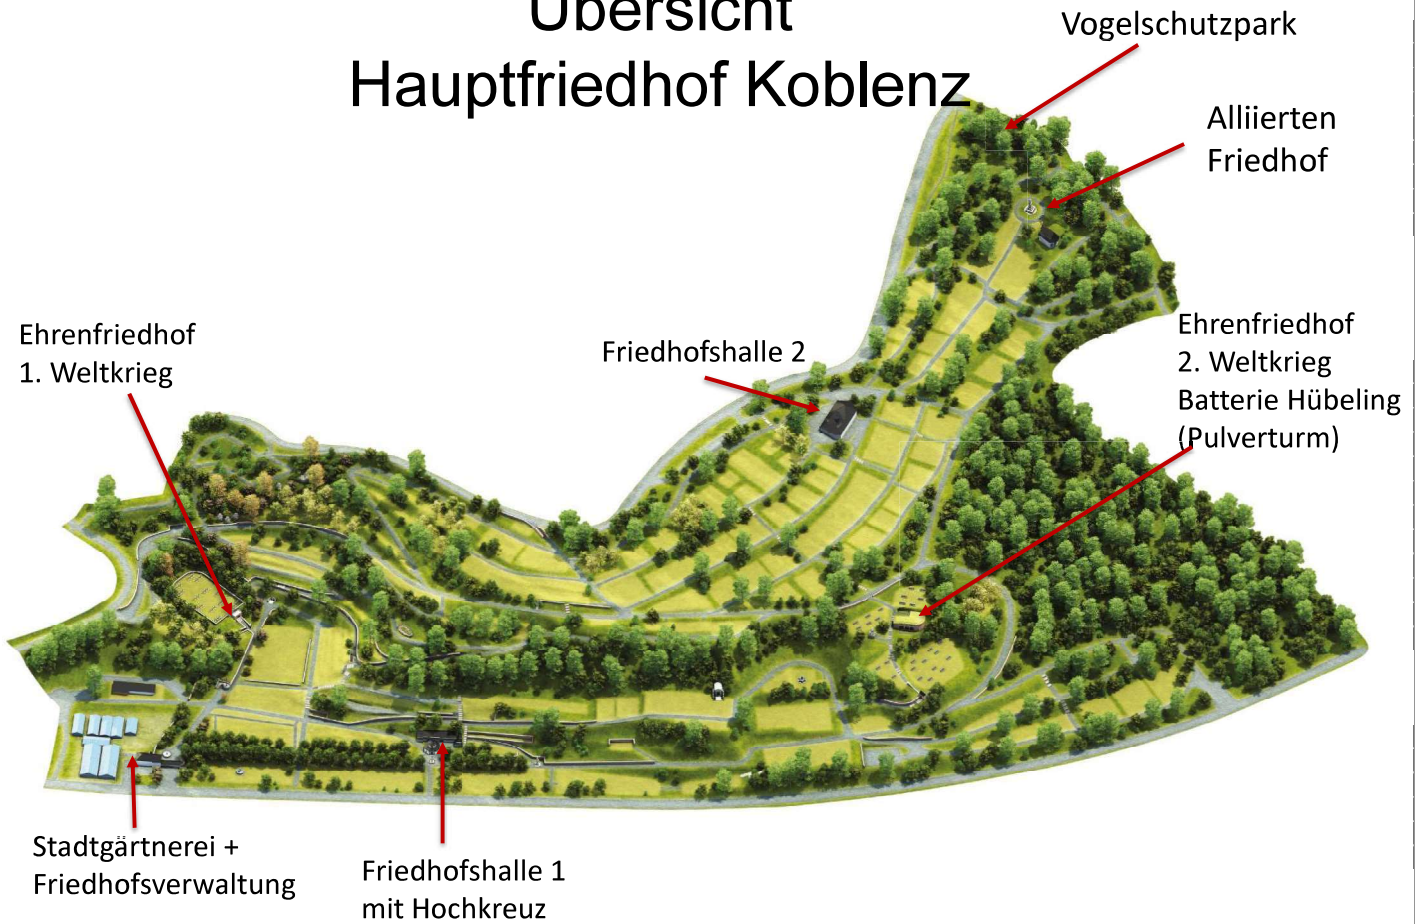 Übersicht
Hauptfriedhof Koblenz
Vogelschutzpark
Alliierten
Friedhof
Ehrenfriedhof
1. Weltkrieg
Friedhofshalle 2
Ehrenfriedhof
2. Weltkrieg
Batterie Hübeling
(Pulverturm)
Stadtgärtnerei +
Friedhofsverwaltung
Friedhofshalle 1
mit Hochkreuz